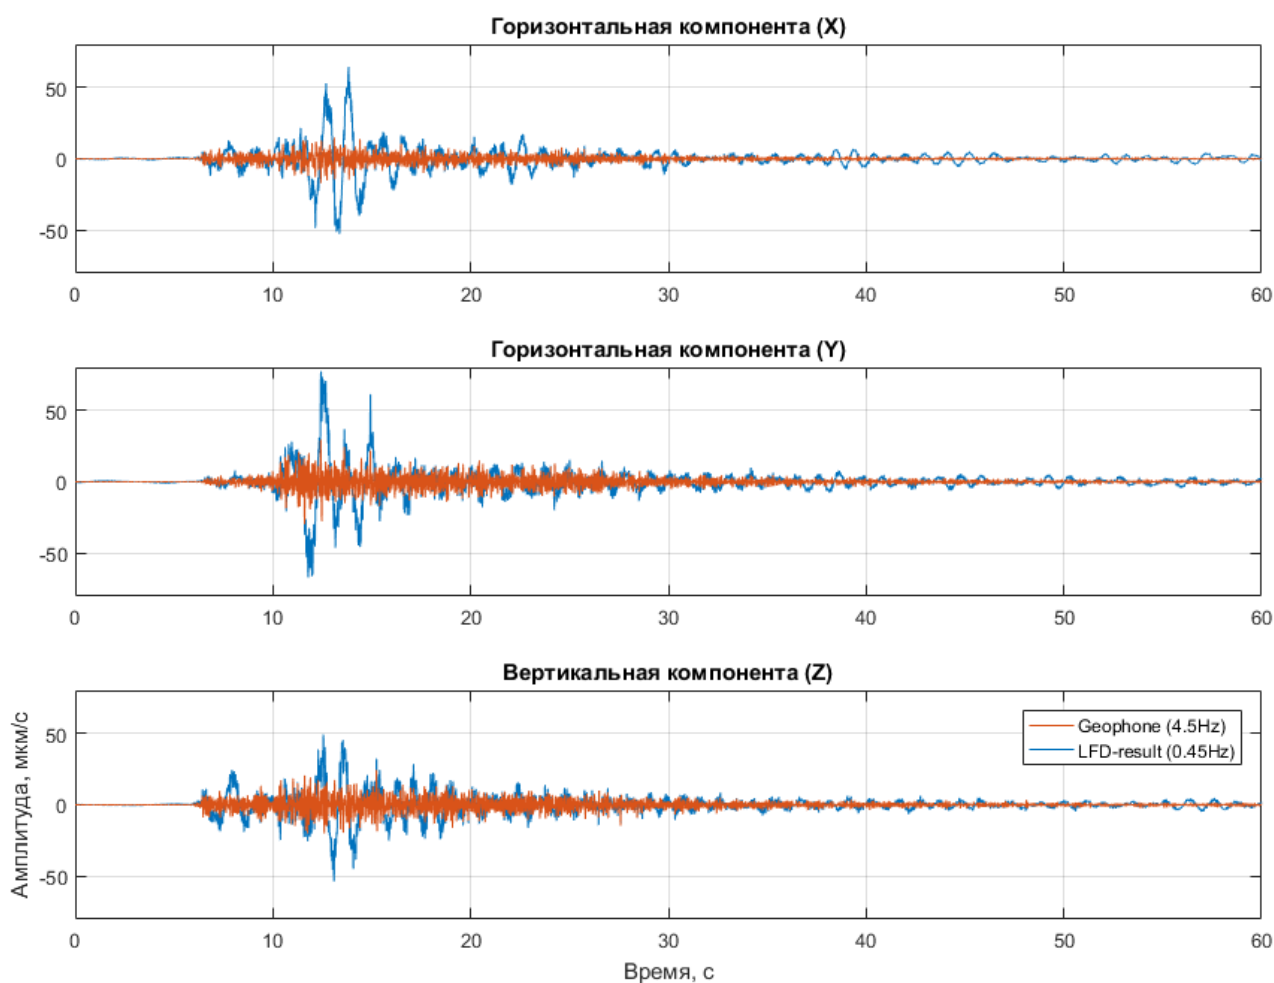 Горизонтальная компонента (X)
50
0
-50
0 10 20 30 40 50 60
Горизонтальная компонента (Y)
50
0
-50
0 10 20 30 40 50 60
Вертикальная компонента (Z)
Амплитуда, мкм/с
50
0
-50
Geophone (4.5Hz)
LFD-result (0.45Hz)
0 10 20 30 40 50 60
Время, с